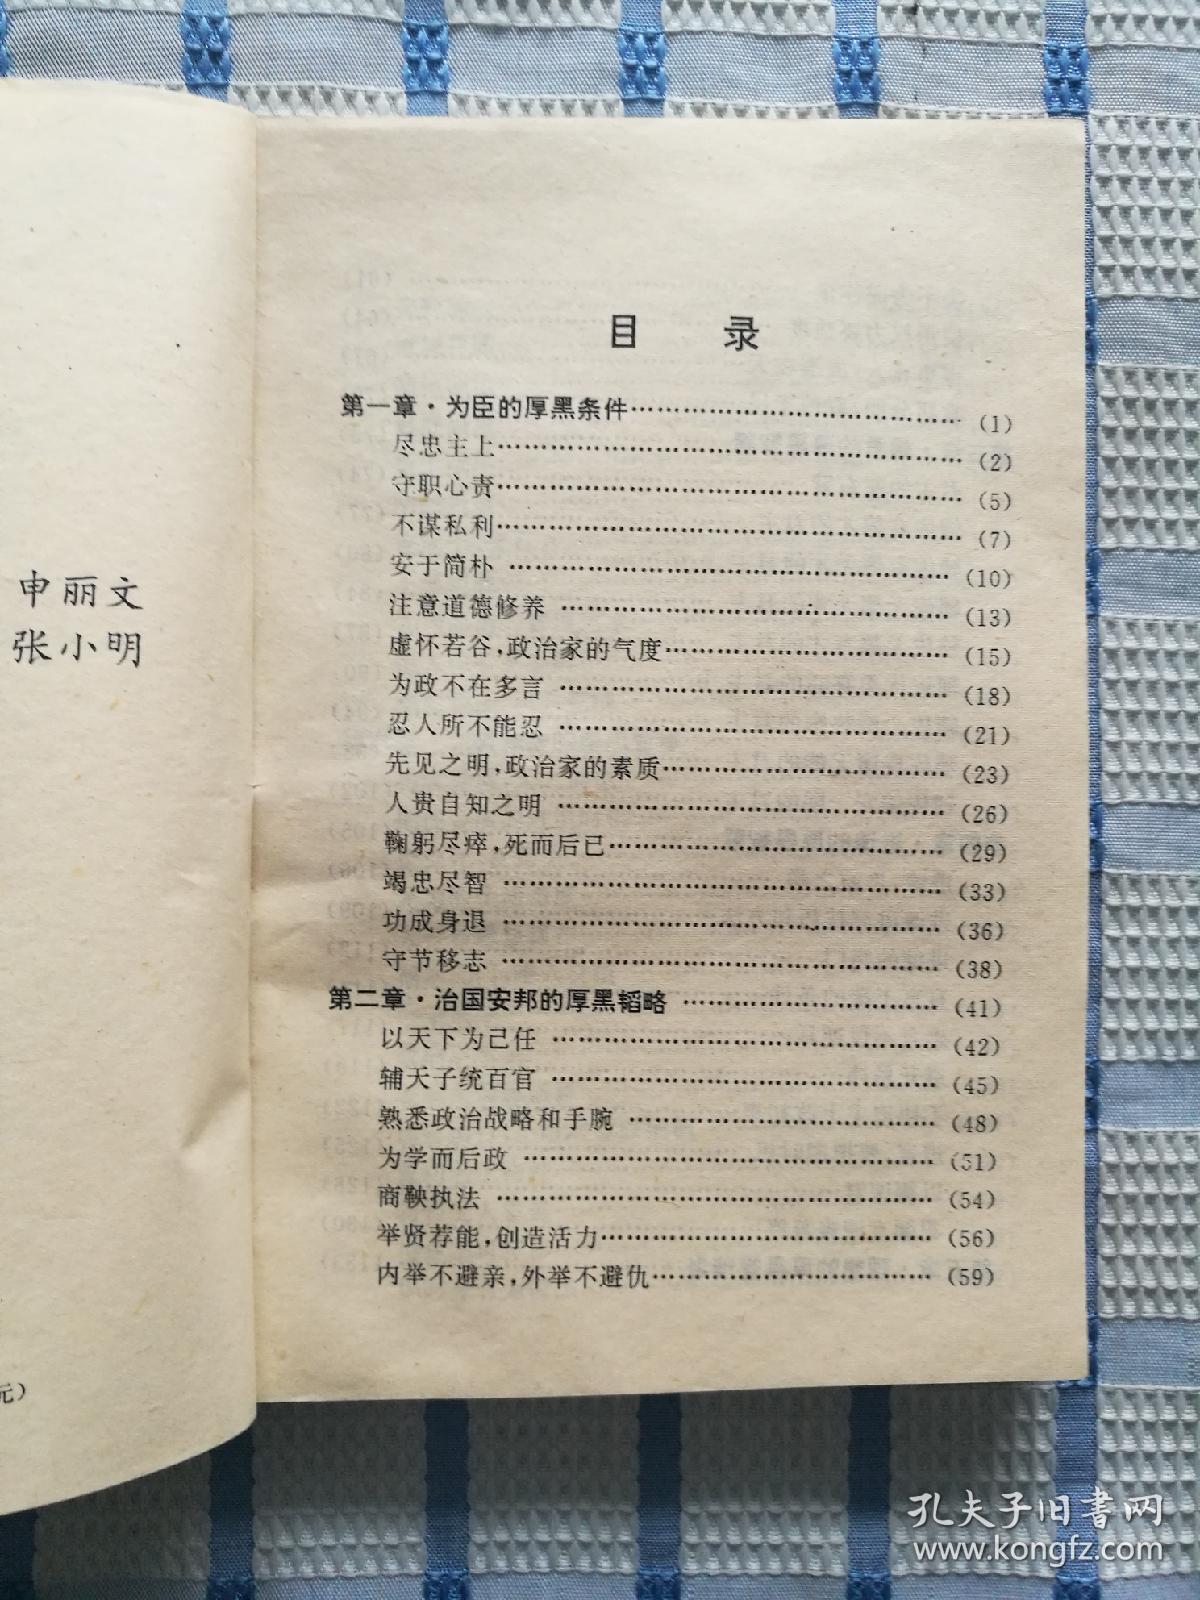 申丽文
张小明
元）
目 录
第一章·为臣的厚黑条件……………………………………(1)
尽忠主上……………………………………………………(2)
守职心责……………………………………………………(5)
不谋私利……………………………………………………(7)
安于简朴 …………………………………………………(10)
注意道德修养 ……………………………………………(13)
虚怀若谷，政治家的气度…………………………………(15)
为政不在多言 ……………………………………………(18)
忍人所不能忍 ……………………………………………(21)
先见之明，政治家的素质…………………………………(23)
人贵自知之明 ……………………………………………(26)
鞠躬尽瘁，死而后已………………………………………(29)
竭忠尽智 …………………………………………………(33)
功成身退 …………………………………………………(36)
守节移志 …………………………………………………(38)
第二章·治国安邦的厚黑韬略 ……………………………(41)
以天下为己任 ……………………………………………(42)
辅天子统百官 ……………………………………………(45)
熟悉政治战略和手腕 ……………………………………(48)
为学而后政 ………………………………………………(51)
商鞅执法 …………………………………………………(54)
举贤荐能，创造活力………………………………………(56)
内举不避亲，外举不避仇…………………………………(59)
孔夫子旧书网
www.kongfz.com